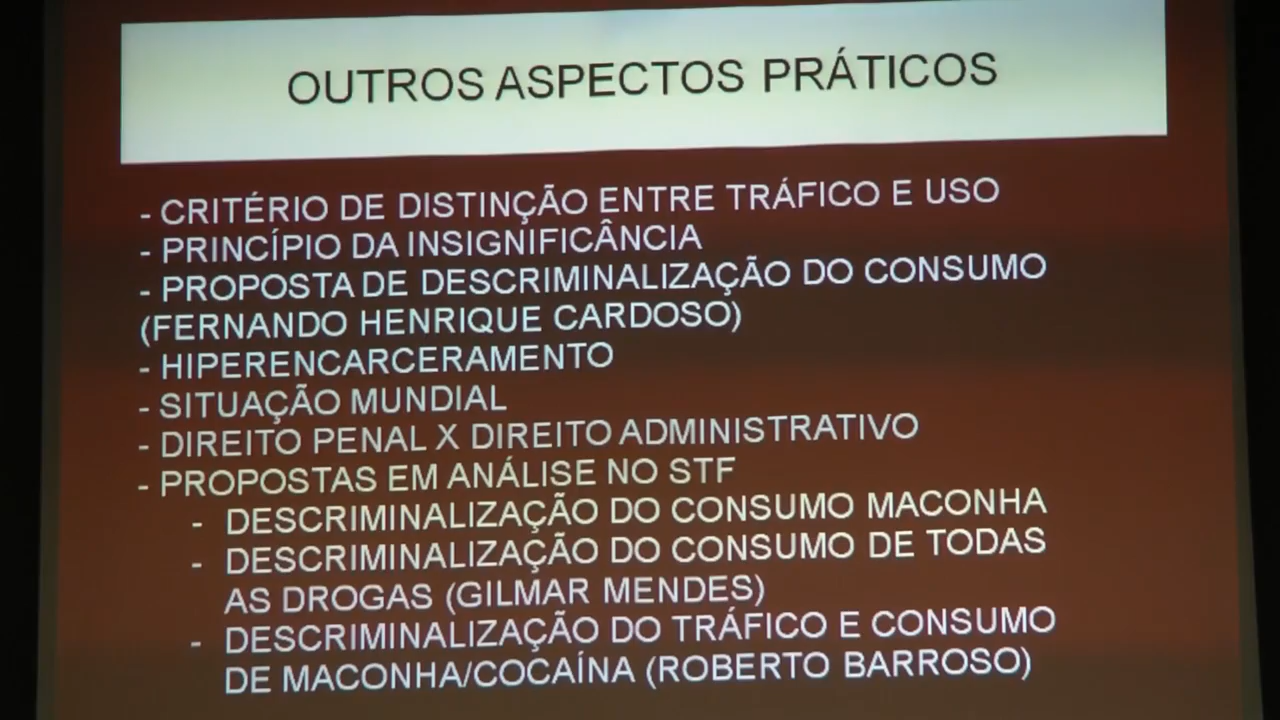 OUTROS ASPECTOS PRÁTICOS
- CRITÉRIO DE DISTINÇÃO ENTRE TRÁFICO E USO
- PRINCÍPIO DA INSIGNIFICÂNCIA
- PROPOSTA DE DESCRIMINALIZAÇÃO DO CONSUMO
(FERNANDO HENRIQUE CARDOSO)
- HIPERENCARCERAMENTO
- SITUAÇÃO MUNDIAL
- DIREITO PENAL X DIREITO ADMINISTRATIVO
- PROPOSTAS EM ANÁLISE NO STF
- DESCRIMINALIZAÇÃO DO CONSUMO MACONHA
- DESCRIMINALIZAÇÃO DO CONSUMO DE TODAS
AS DROGAS (GILMAR MENDES)
- DESCRIMINALIZAÇÃO DO TRÁFICO E CONSUMO
DE MACONHA/COCAÍNA (ROBERTO BARROSO)